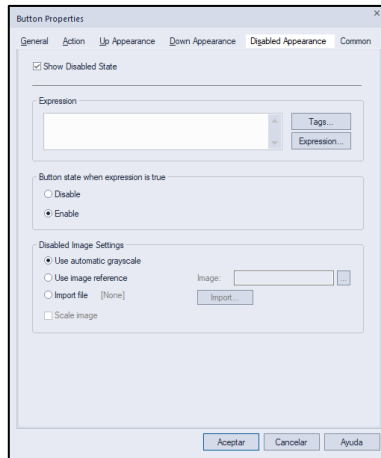 Button Properties
General Action Up Appearance Down Appearance Disabled Appearance Common
Show Disabled State
Expression
Tags...
Expression...
Button state when expression is true
Disable
Enable
Disabled Image Settings
Use automatic grayscale
Use image reference Image: ...
Import file [None] Import...
Scale image
Aceptar Cancelar Ayuda